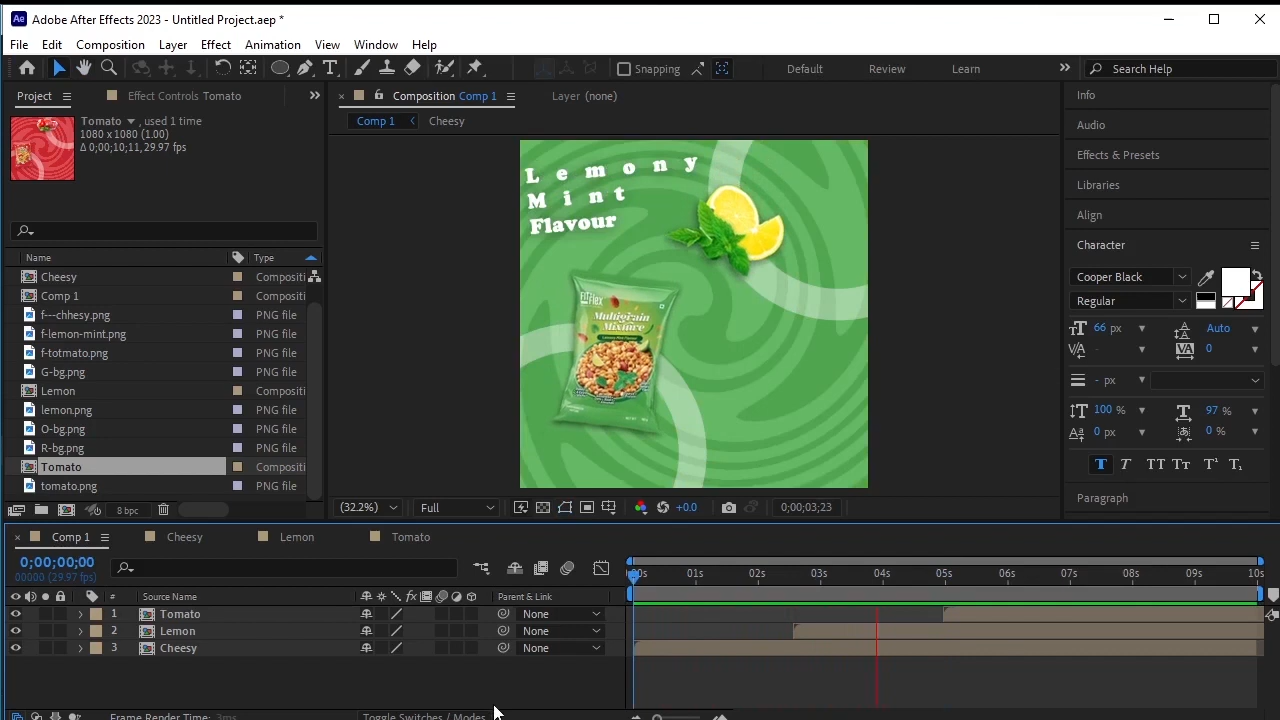 Ae Adobe After Effects 2023 - Untitled Project.aep *
File Edit Composition Layer Effect Animation View Window Help
Snapping Default Review Learn Search Help
Project Effect Controls Tomato Composition Comp 1 Layer (none) Info
Comp 1 Cheesy Audio
Tomato , used 1 time
1080 x 1080 (1.00)
Δ 0;00;10;11, 29.97 fps
Effects & Presets
Libraries
Align
Character
Lemony
Mint
Flavour
FitFlex
Multigrain
Mixture
Name Type
Cheesy Compositi
Comp 1 Compositi
f---chhesy.png PNG file
f-lemon-mint.png PNG file
f-totmato.png PNG file
G-bg.png PNG file
Lemon Compositi
lemon.png PNG file
O-bg.png PNG file
R-bg.png PNG file
Tomato Compositi
tomato.png PNG file
8 bpc
Cooper Black
Regular
66 px Auto
- 0
- px
100 % 97 %
0 px 0 %
T T TT Tт T¹ T₁
Paragraph
(32.2%) Full +0.0 0;00;03;23
Comp 1 Cheesy Lemon Tomato
0;00;00;00
00000 (29.97 fps)
:00s 01s 02s 03s 04s 05s 06s 07s 08s 09s 10s
# Source Name fx Parent & Link
1 Tomato None
2 Lemon None
3 Cheesy None
Frame Render Time: 3ms Toggle Switches / Modes